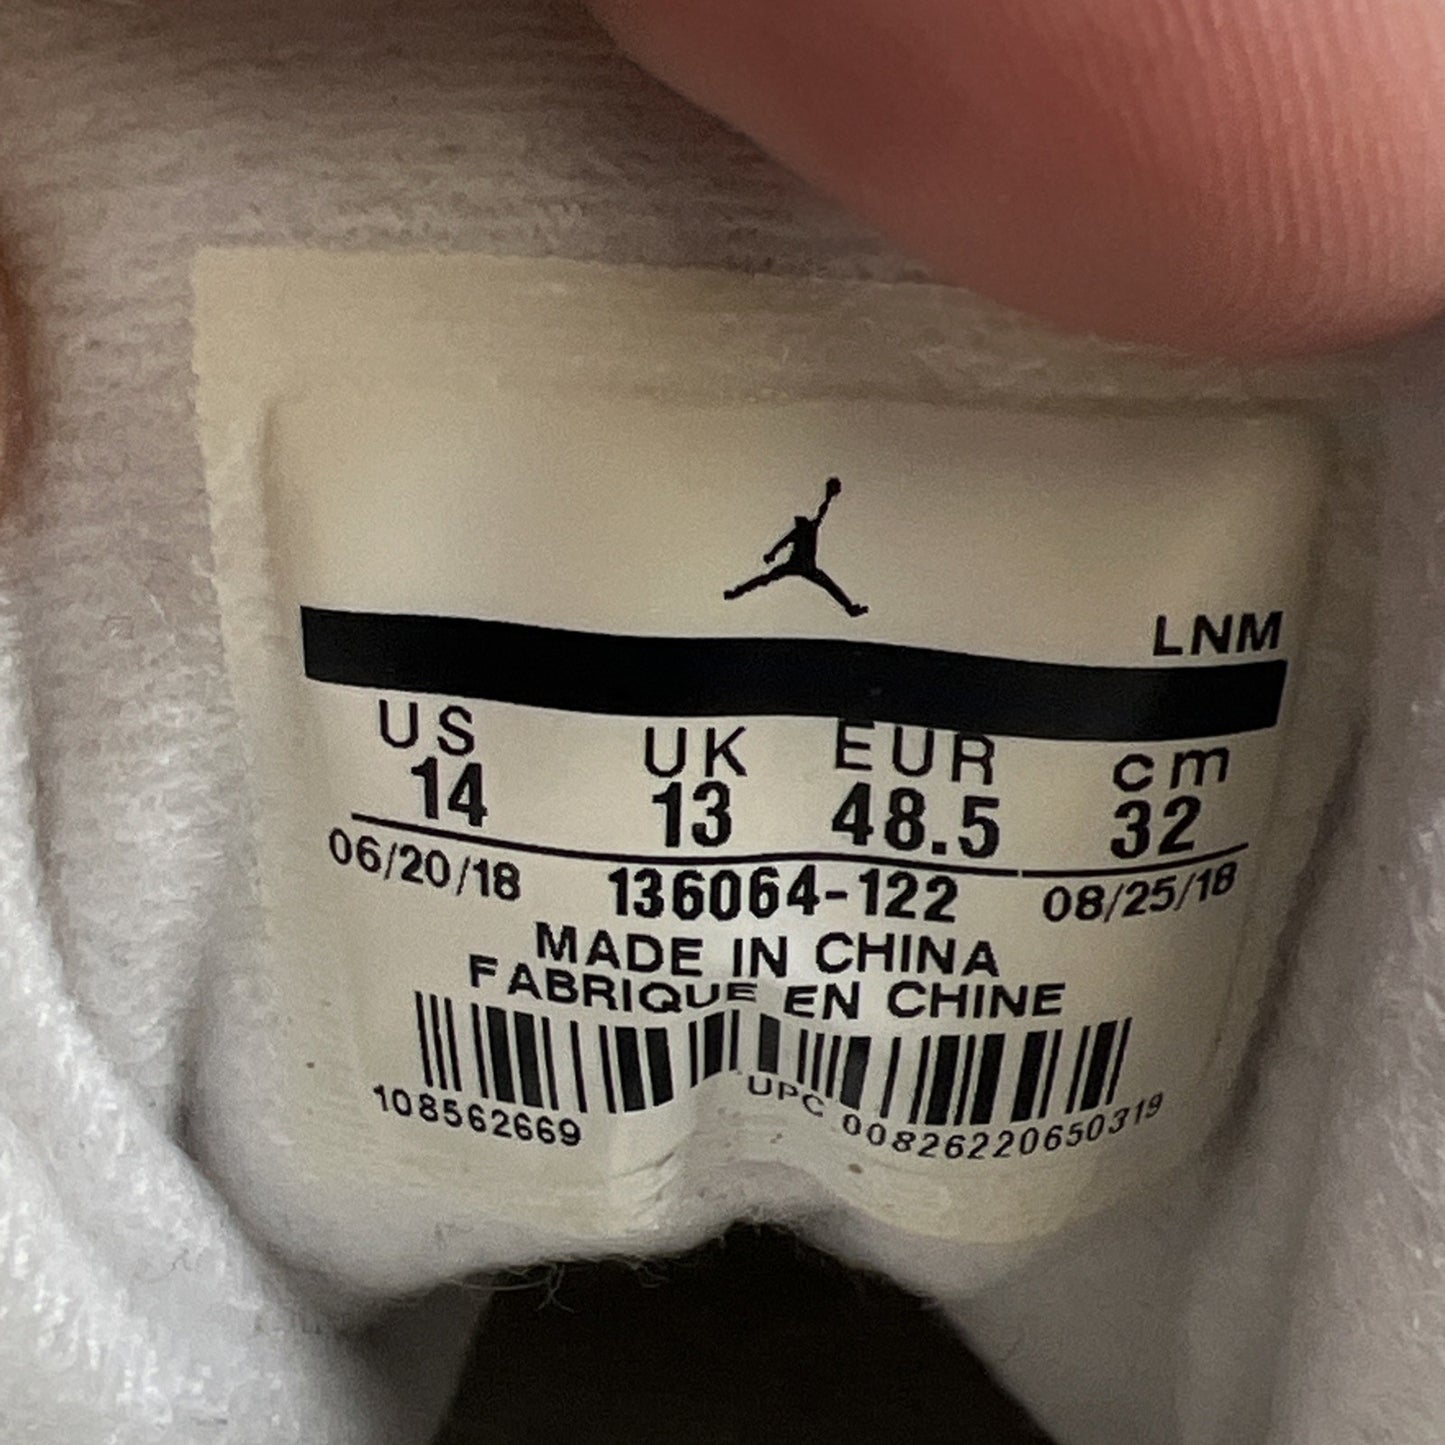 LNM
US UK EUR cm
14 13 48.5 32
06/20/18 136064-122 08/25/18
MADE IN CHINA
FABRIQUE EN CHINE
108562669 UPC 00826220650319